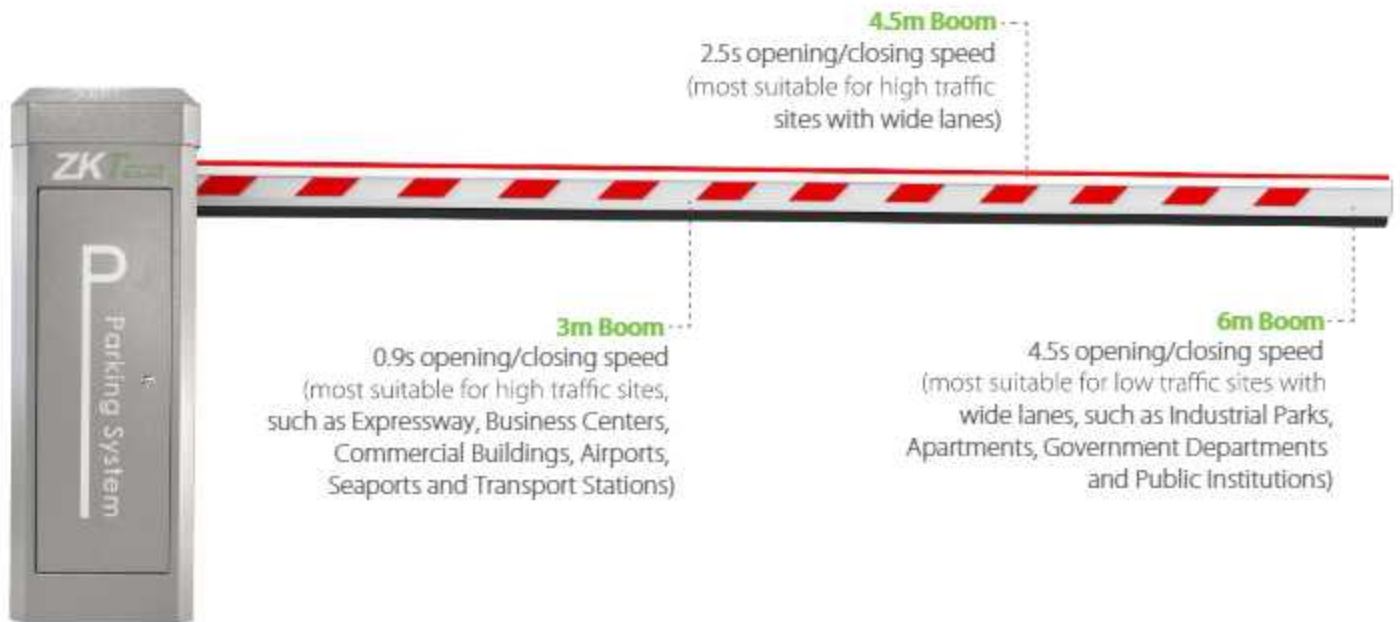 ZKTeco
P
Parking System
4.5m Boom
2.5s opening/closing speed
(most suitable for high traffic
sites with wide lanes)
3m Boom
0.9s opening/closing speed
(most suitable for high traffic sites,
such as Expressway, Business Centers,
Commercial Buildings, Airports,
Seaports and Transport Stations)
6m Boom
4.5s opening/closing speed
(most suitable for low traffic sites with
wide lanes, such as Industrial Parks,
Apartments, Government Departments
and Public Institutions)